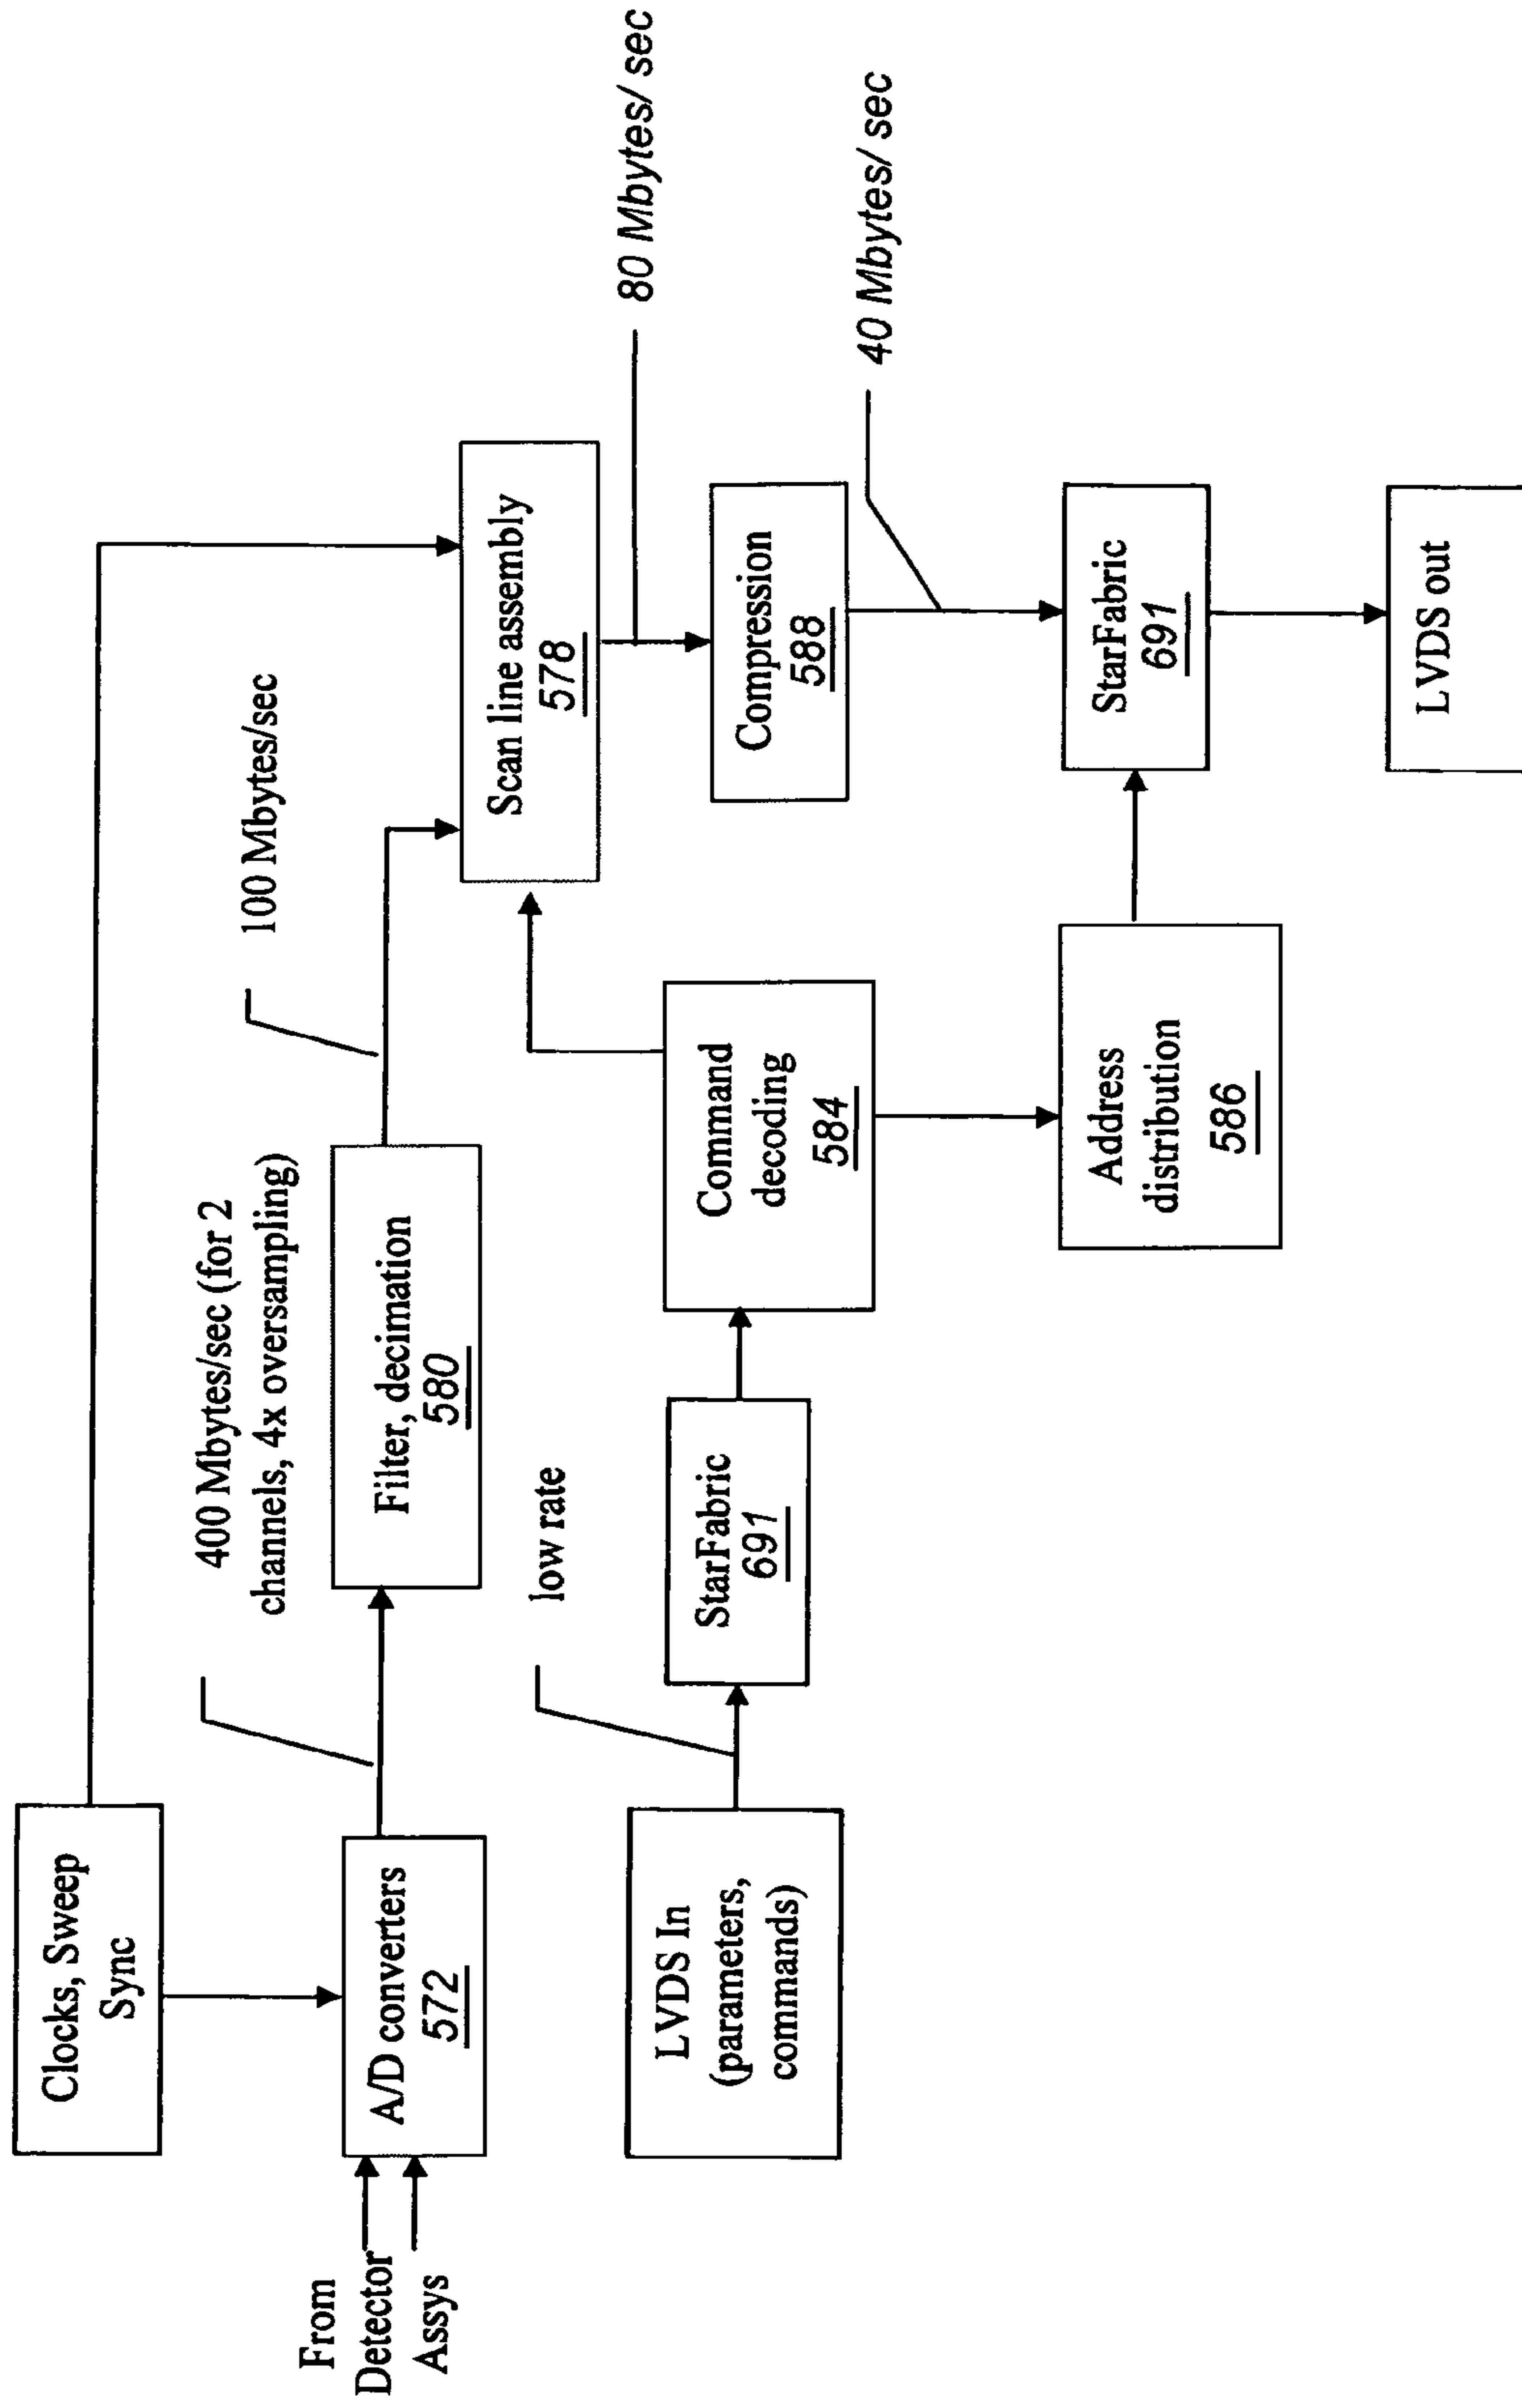 Clocks, Sweep
Sync
400 Mbytes/sec (for 2
channels, 4x oversampling)
100 Mbytes/sec
From
Detector
Assys
A/D converters
572
Filter, decimation
580
Scan line assembly
578
80 Mbytes/ sec
low rate
LVDS In
(parameters,
commands)
StarFabric
691
Command
decoding
584
Compression
588
40 Mbytes/ sec
Address
distribution
586
StarFabric
691
LVDS out